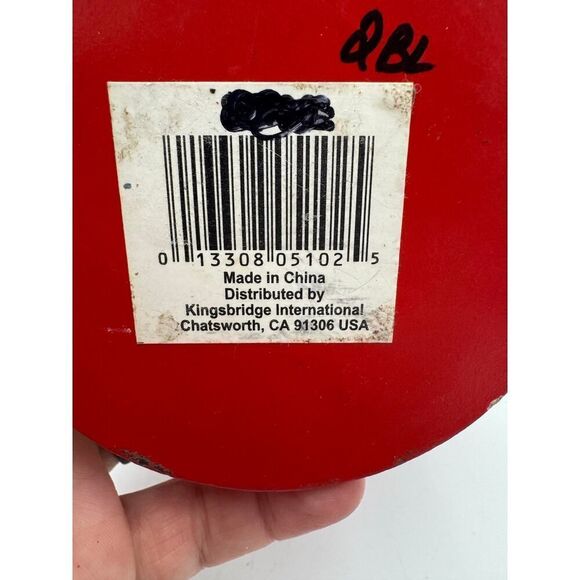 0 13308 05102 5
Made in China
Distributed by
Kingsbridge International
Chatsworth, CA 91306 USA